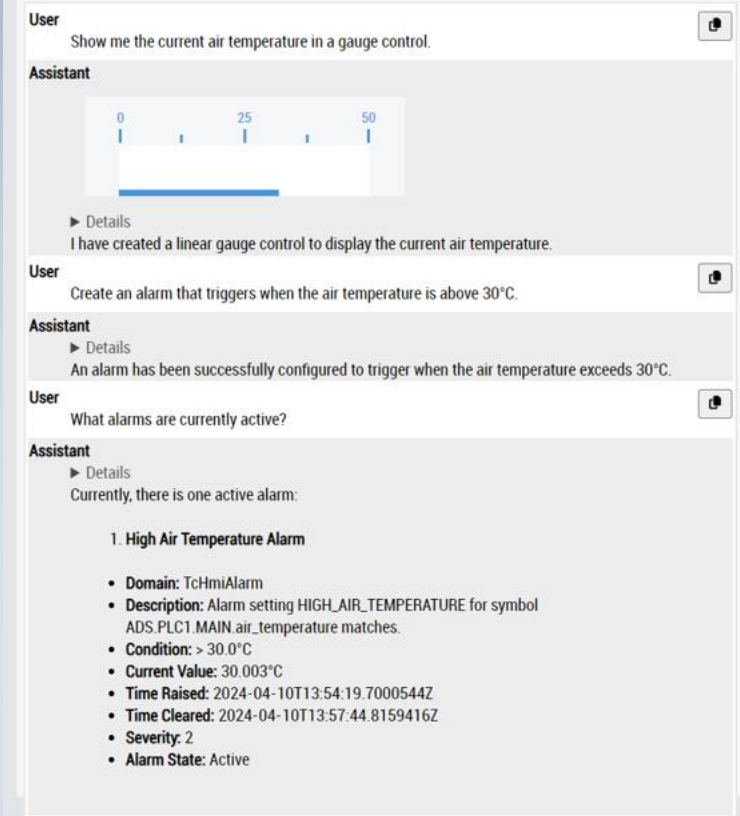 User
Show me the current air temperature in a gauge control.
Assistant
0 25 50
▶ Details
I have created a linear gauge control to display the current air temperature.
User
Create an alarm that triggers when the air temperature is above 30°C.
Assistant
▶ Details
An alarm has been successfully configured to trigger when the air temperature exceeds 30°C.
User
What alarms are currently active?
Assistant
▶ Details
Currently, there is one active alarm:
1. High Air Temperature Alarm
• Domain: TcHmiAlarm
• Description: Alarm setting HIGH_AIR_TEMPERATURE for symbol
ADS.PLC1.MAIN.air_temperature matches.
• Condition: > 30.0°C
• Current Value: 30.003°C
• Time Raised: 2024-04-10T13:54:19.7000544Z
• Time Cleared: 2024-04-10T13:57:44.8159416Z
• Severity: 2
• Alarm State: Active